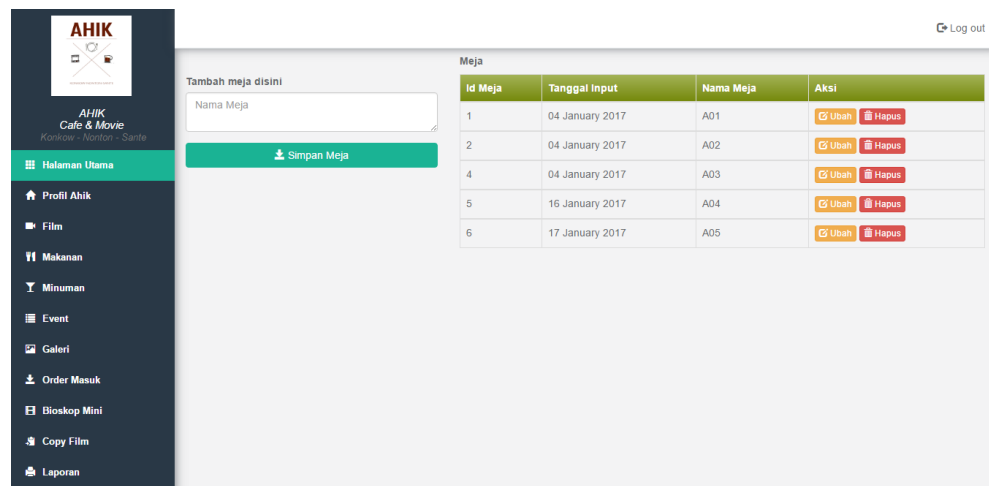 AHIK
AHIK
Cafe & Movie
Konkow - Nonton - Sante
Halaman Utama
Profil Ahik
Film
Makanan
Minuman
Event
Galeri
Order Masuk
Bioskop Mini
Copy Film
Laporan
Log out
Tambah meja disini
Nama Meja
Simpan Meja
Meja
Id Meja Tanggal Input Nama Meja Aksi
1 04 January 2017 A01 Ubah Hapus
2 04 January 2017 A02 Ubah Hapus
4 04 January 2017 A03 Ubah Hapus
5 16 January 2017 A04 Ubah Hapus
6 17 January 2017 A05 Ubah Hapus